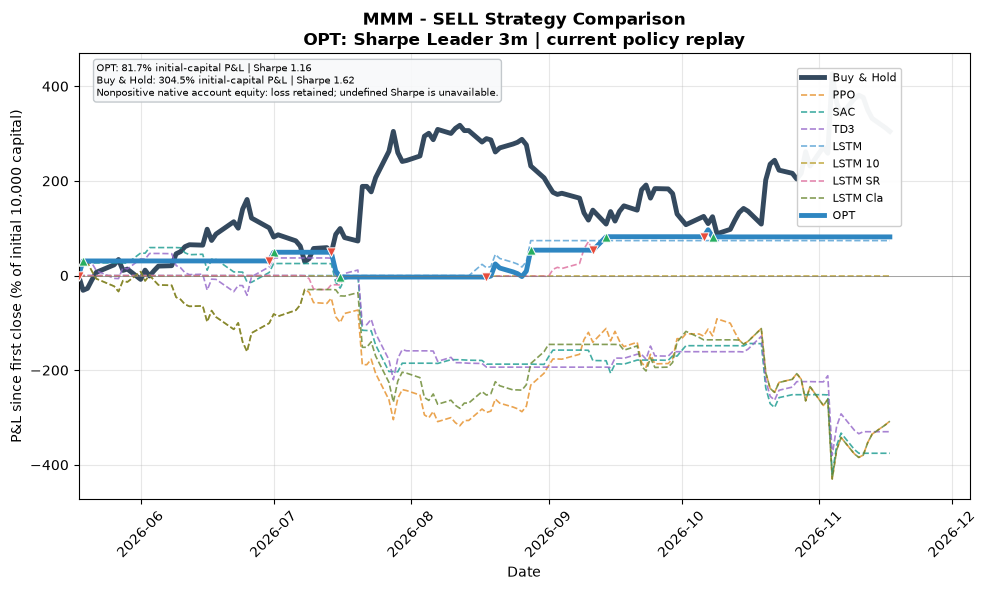 MMM - SELL Strategy Comparison
OPT: Sharpe Leader 3m | current policy replay
OPT: 81.7% initial-capital P&L | Sharpe 1.16
Buy & Hold: 304.5% initial-capital P&L | Sharpe 1.62
Nonpositive native account equity: loss retained; undefined Sharpe is unavailable.
Buy & Hold
PPO
SAC
TD3
LSTM
LSTM 10
LSTM SR
LSTM Cla
OPT
P&L since first close (% of initial 10,000 capital)
400
200
0
−200
−400
2026-06
2026-07
2026-08
2026-09
2026-10
2026-11
2026-12
Date